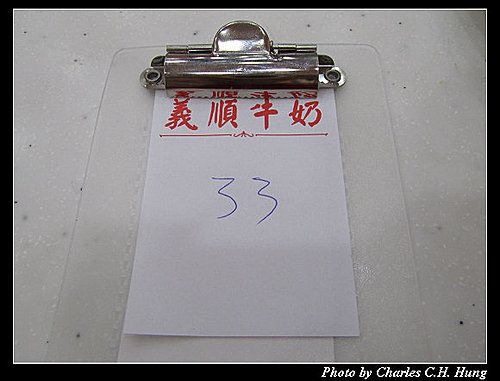 義順牛奶
33
Photo by Charles C.H. Hung